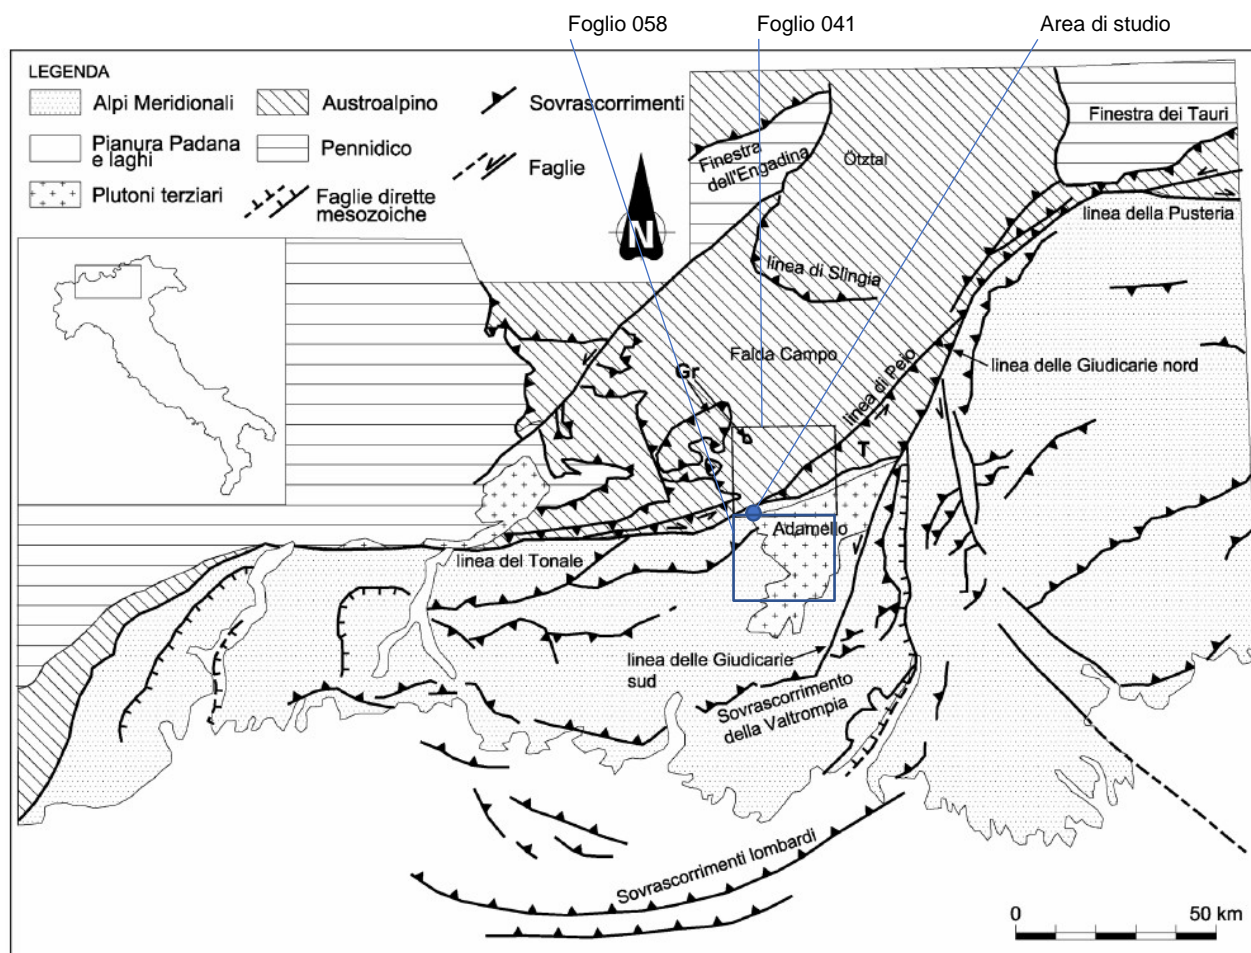 Foglio 058
Foglio 041
Area di studio
LEGENDA
Alpi Meridionali
Austroalpino
Sovrascorrimenti
Pianura Padana
e laghi
Pennidico
Faglie
Plutoni terziari
Faglie dirette
mesozoiche
N
Finestra
dell'Engadina
Ötztal
Finestra dei Tauri
linea della Pusteria
linea di Slingia
Falda Campo
Gr
linea di Peio
linea delle Giudicarie nord
T
Adamello
linea del Tonale
linea delle Giudicarie
sud
Sovrascorrimento
della Valtrompia
Sovrascorrimenti lombardi
0
50 km